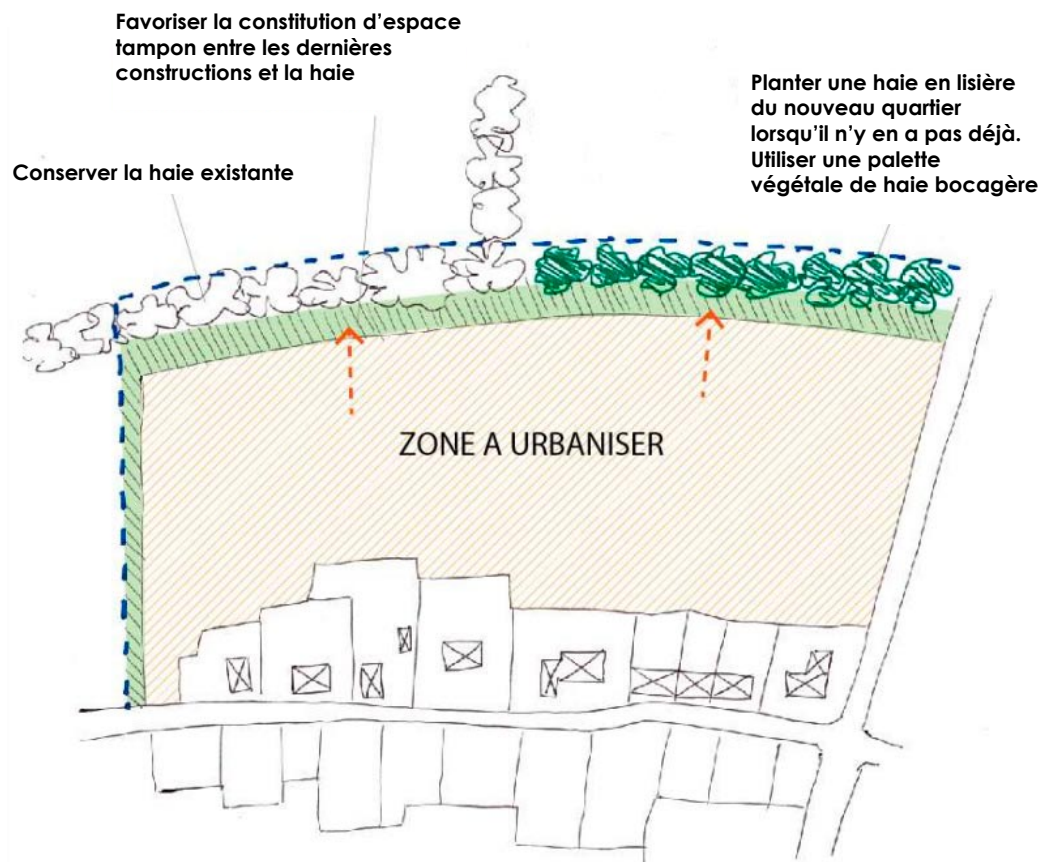 Favoriser la constitution d’espace
tampon entre les dernières
constructions et la haie
Planter une haie en lisière
du nouveau quartier
lorsqu’il n’y en a pas déjà.
Utiliser une palette
végétale de haie bocagère
Conserver la haie existante
ZONE A URBANISER